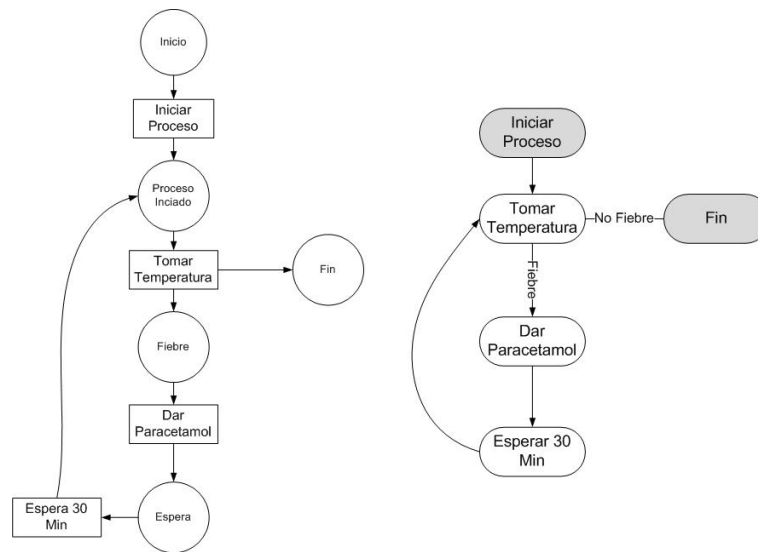 Inicio
Iniciar
Proceso
Proceso
Inciado
Tomar
Temperatura
Fin
Fiebre
Dar
Paracetamol
Espera 30
Min
Espera
Iniciar
Proceso
Tomar
Temperatura
No Fiebre
Fin
Fiebre
Dar
Paracetamol
Esperar 30
Min